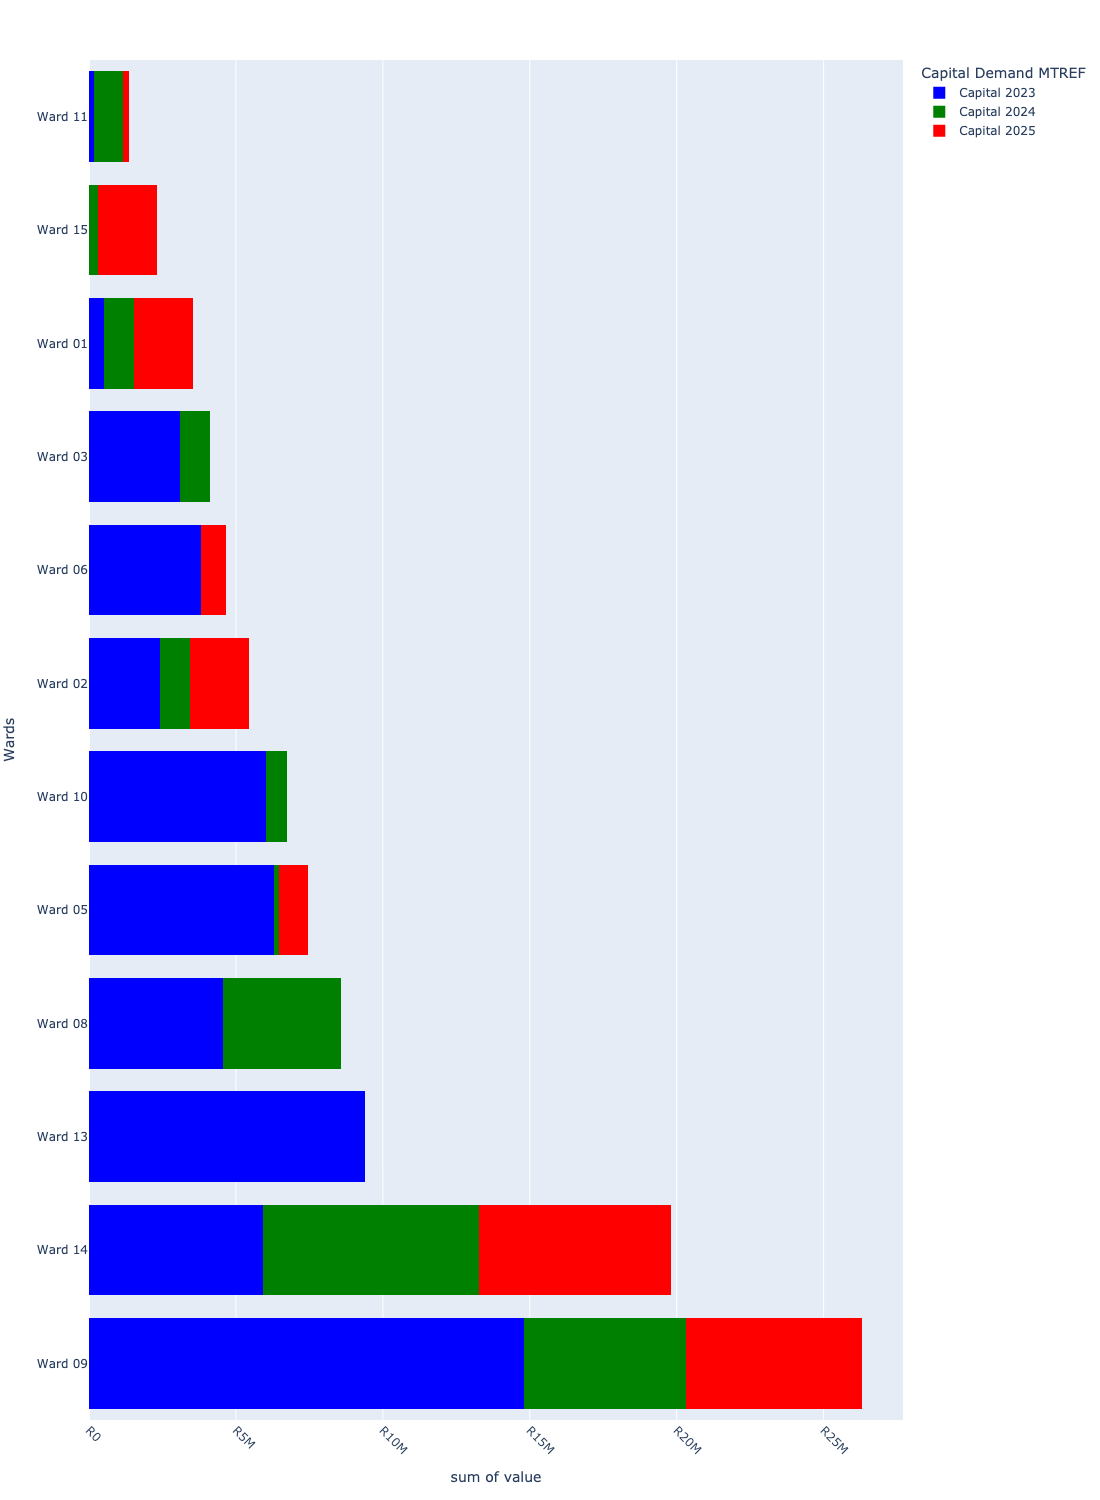 Capital Demand MTREF
Capital 2023
Capital 2024
Capital 2025
Wards
Ward 11
Ward 15
Ward 01
Ward 03
Ward 06
Ward 02
Ward 10
Ward 05
Ward 08
Ward 13
Ward 14
Ward 09
R0
R5M
R10M
R15M
R20M
R25M
sum of value